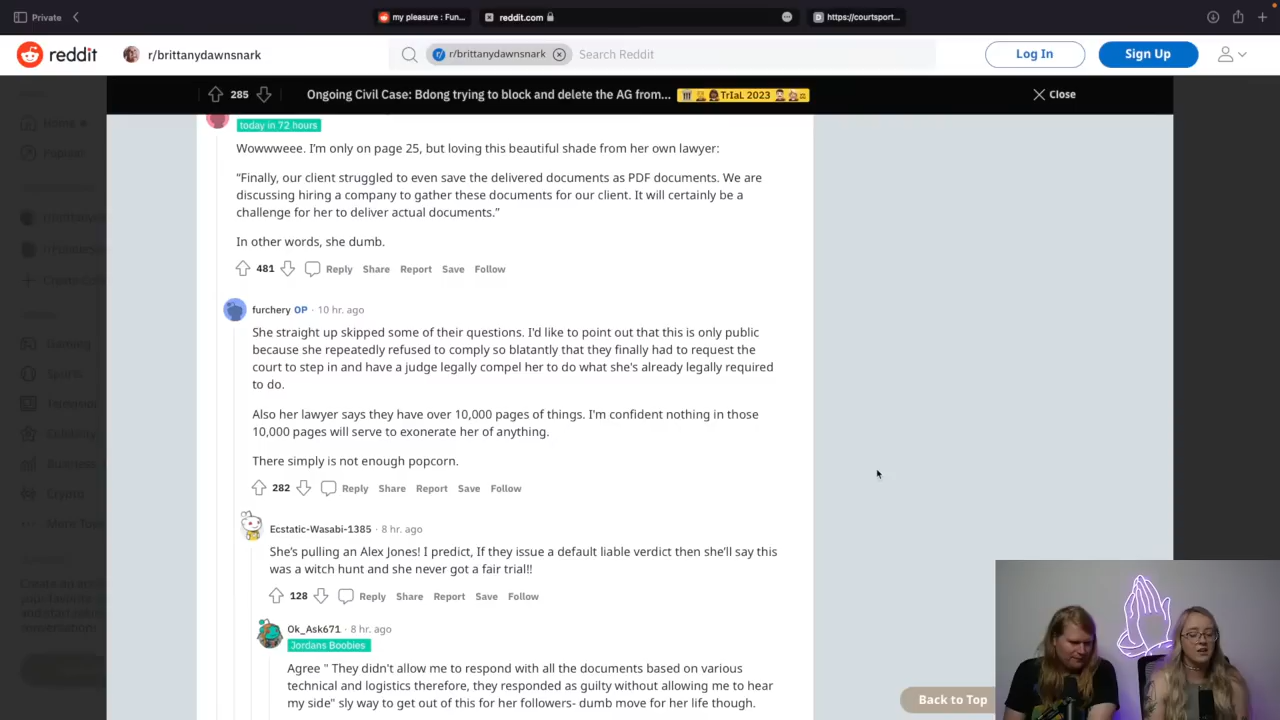 Private
my pleasure : Fun...
reddit.com
https://courtsport...
reddit
r/brittanydawnsnark
r/brittanydawnsnark
Search Reddit
Log In
Sign Up
285
Ongoing Civil Case: Bdong trying to block and delete the AG from...
TrIaL 2023
Close
today in 72 hours
Wowwweee. I'm only on page 25, but loving this beautiful shade from her own lawyer:
"Finally, our client struggled to even save the delivered documents as PDF documents. We are
discussing hiring a company to gather these documents for our client. It will certainly be a
challenge for her to deliver actual documents."
In other words, she dumb.
481 Reply Share Report Save Follow
furchery OP · 10 hr. ago
She straight up skipped some of their questions. I'd like to point out that this is only public
because she repeatedly refused to comply so blatantly that they finally had to request the
court to step in and have a judge legally compel her to do what she's already legally required
to do.
Also her lawyer says they have over 10,000 pages of things. I'm confident nothing in those
10,000 pages will serve to exonerate her of anything.
There simply is not enough popcorn.
282 Reply Share Report Save Follow
Ecstatic-Wasabi-1385 · 8 hr. ago
She's pulling an Alex Jones! I predict, If they issue a default liable verdict then she'll say this
was a witch hunt and she never got a fair trial!!
128 Reply Share Report Save Follow
Ok_Ask671 · 8 hr. ago
Jordans Boobies
Agree " They didn't allow me to respond with all the documents based on various
technical and logistics therefore, they responded as guilty without allowing me to hear
my side" sly way to get out of this for her followers- dumb move for her life though.
Back to Top